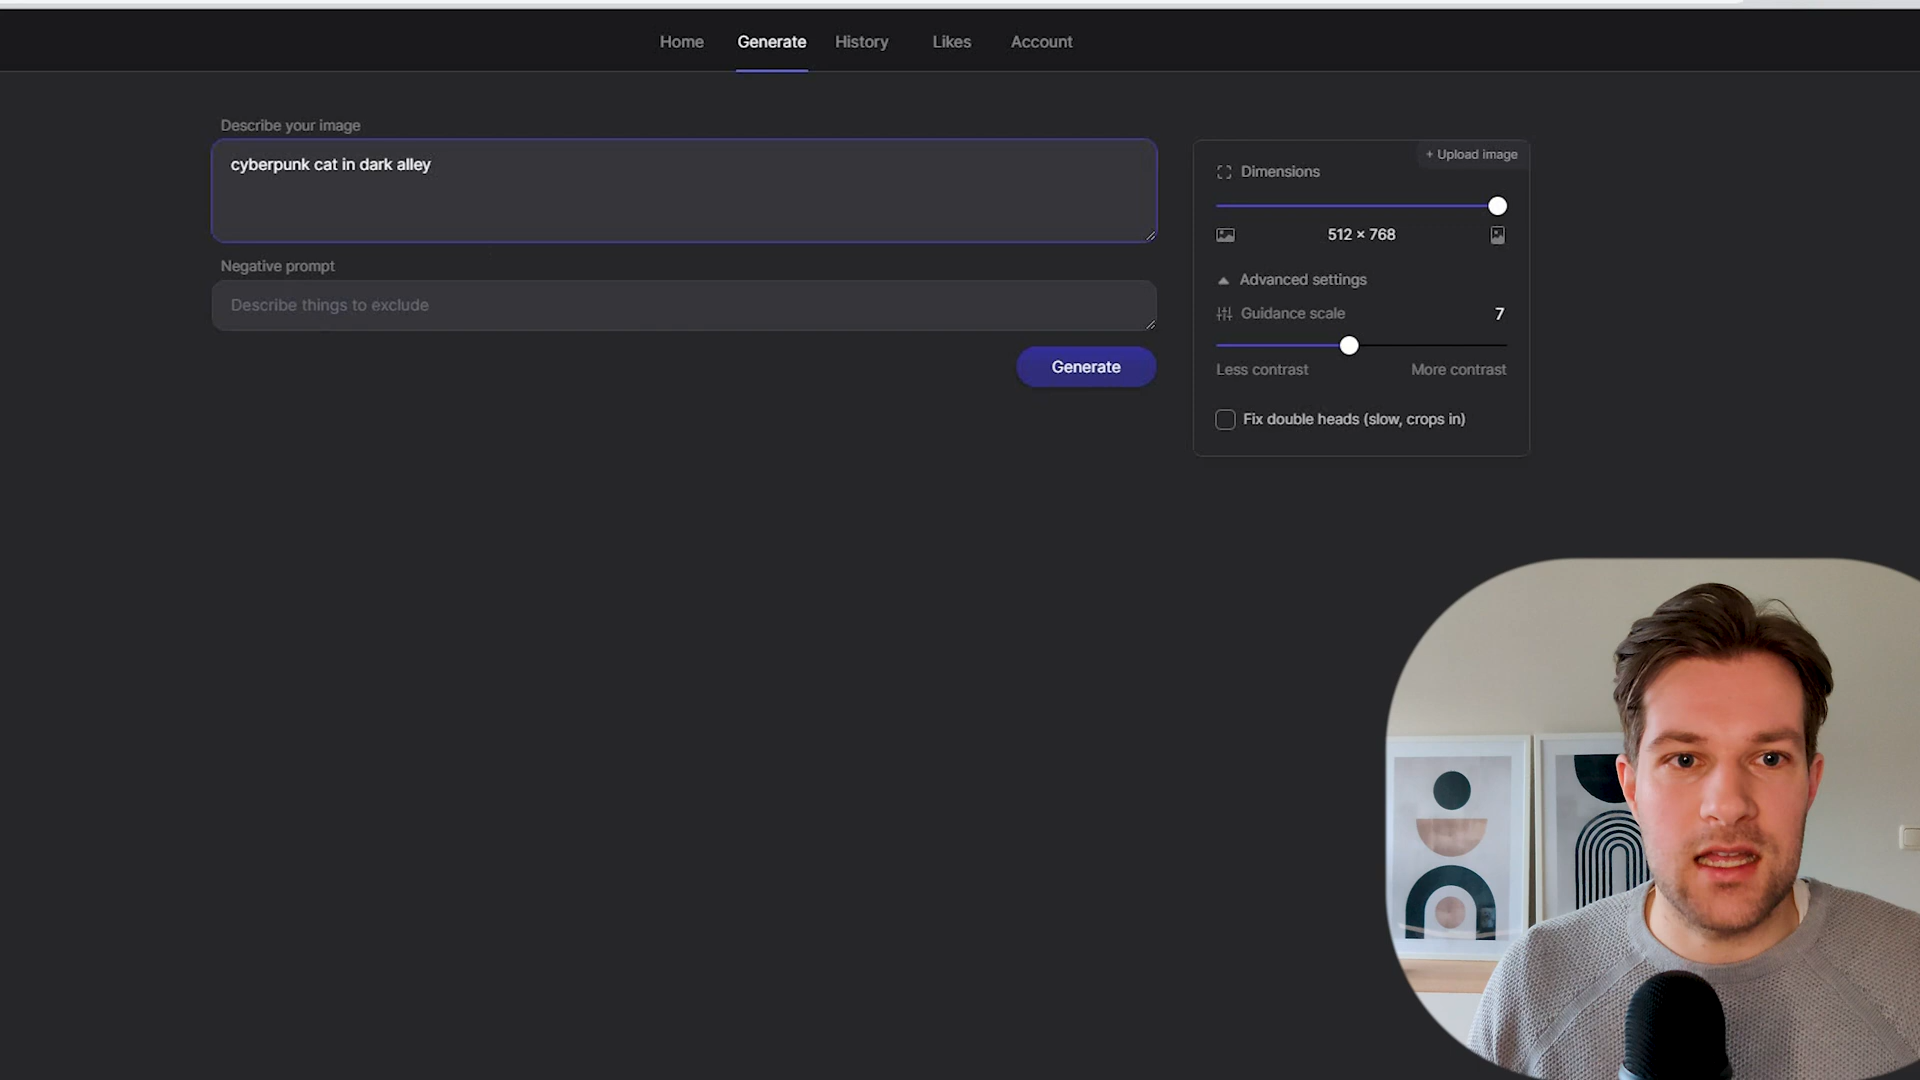 Home Generate History Likes Account
Describe your image
cyberpunk cat in dark alley
Negative prompt
Describe things to exclude
Generate
+ Upload image
Dimensions
512 × 768
Advanced settings
Guidance scale 7
Less contrast More contrast
Fix double heads (slow, crops in)